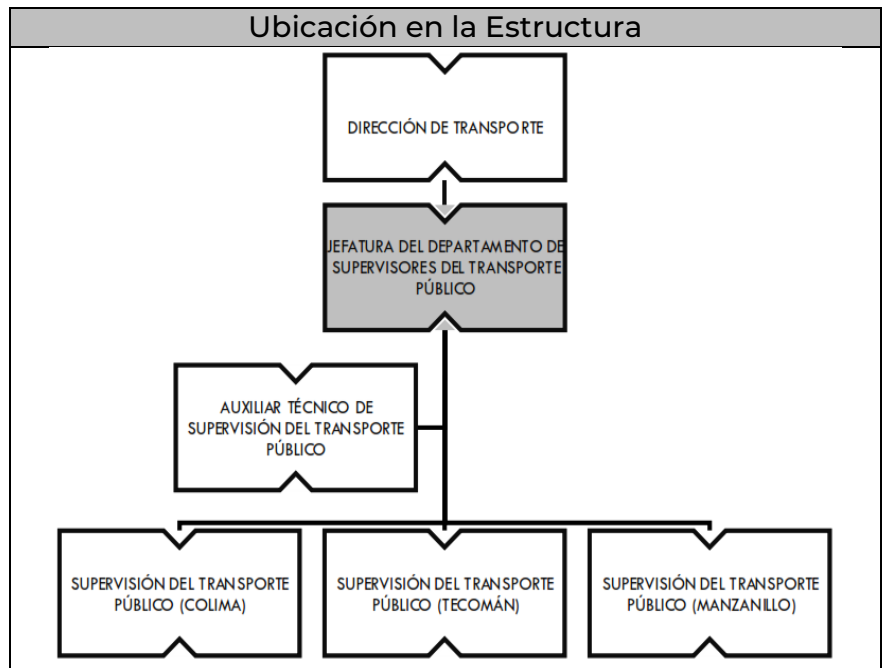 Ubicación en la Estructura
DIRECCIÓN DE TRANSPORTE
JEFATURA DEL DEPARTAMENTO DE
SUPERVISORES DEL TRANSPORTE
PÚBLICO
AUXILIAR TÉCNICO DE
SUPERVISIÓN DEL TRANSPORTE
PÚBLICO
SUPERVISIÓN DEL TRANSPORTE
PÚBLICO (COLIMA)
SUPERVISIÓN DEL TRANSPORTE
PÚBLICO (TECOMÁN)
SUPERVISIÓN DEL TRANSPORTE
PÚBLICO (MANZANILLO)